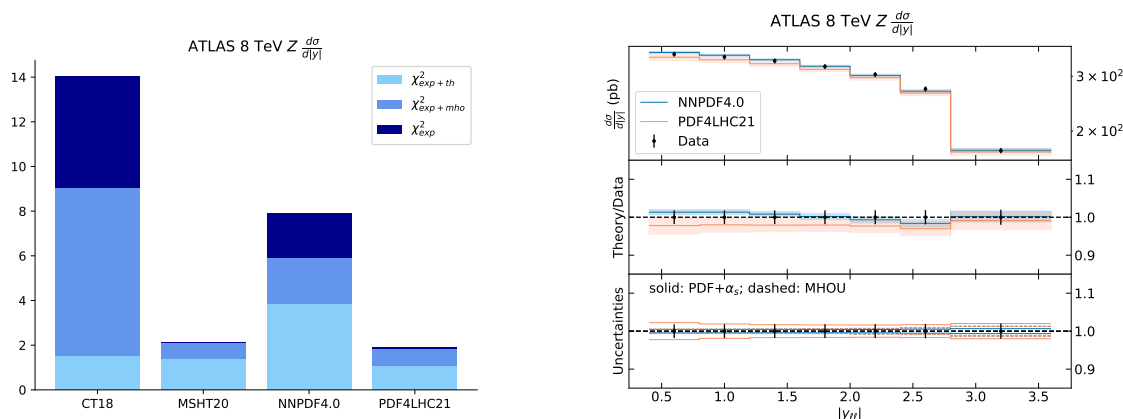 ATLAS 8 TeV Z dσ/d|y|
14
12
10
8
6
4
2
0
χ²exp+th
χ²exp+mho
χ²exp
CT18
MSHT20
NNPDF4.0
PDF4LHC21
ATLAS 8 TeV Z dσ/d|y|
dσ/d|y| (pb)
NNPDF4.0
PDF4LHC21
Data
3 × 10²
2 × 10²
Theory/Data
1.1
1.0
0.9
Uncertainties
solid: PDF+αs; dashed: MHOU
1.1
1.0
0.9
0.5
1.0
1.5
2.0
2.5
3.0
3.5
|yll|